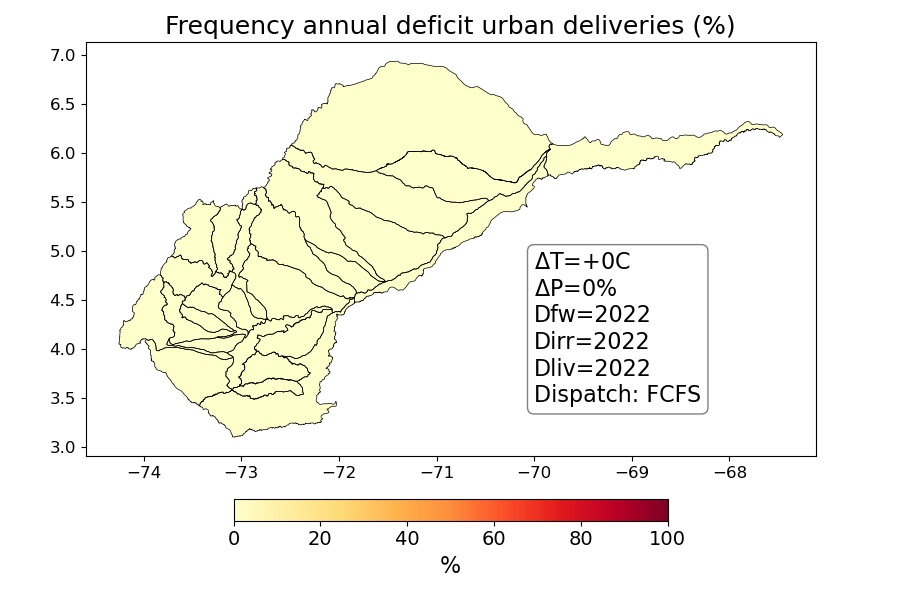 Frequency annual deficit urban deliveries (%)
7.0
6.5
6.0
5.5
5.0
4.5
4.0
3.5
3.0
ΔT=+0C
ΔP=0%
Dfw=2022
Dirr=2022
Dliv=2022
Dispatch: FCFS
−74 −73 −72 −71 −70 −69 −68
0 20 40 60 80 100
%